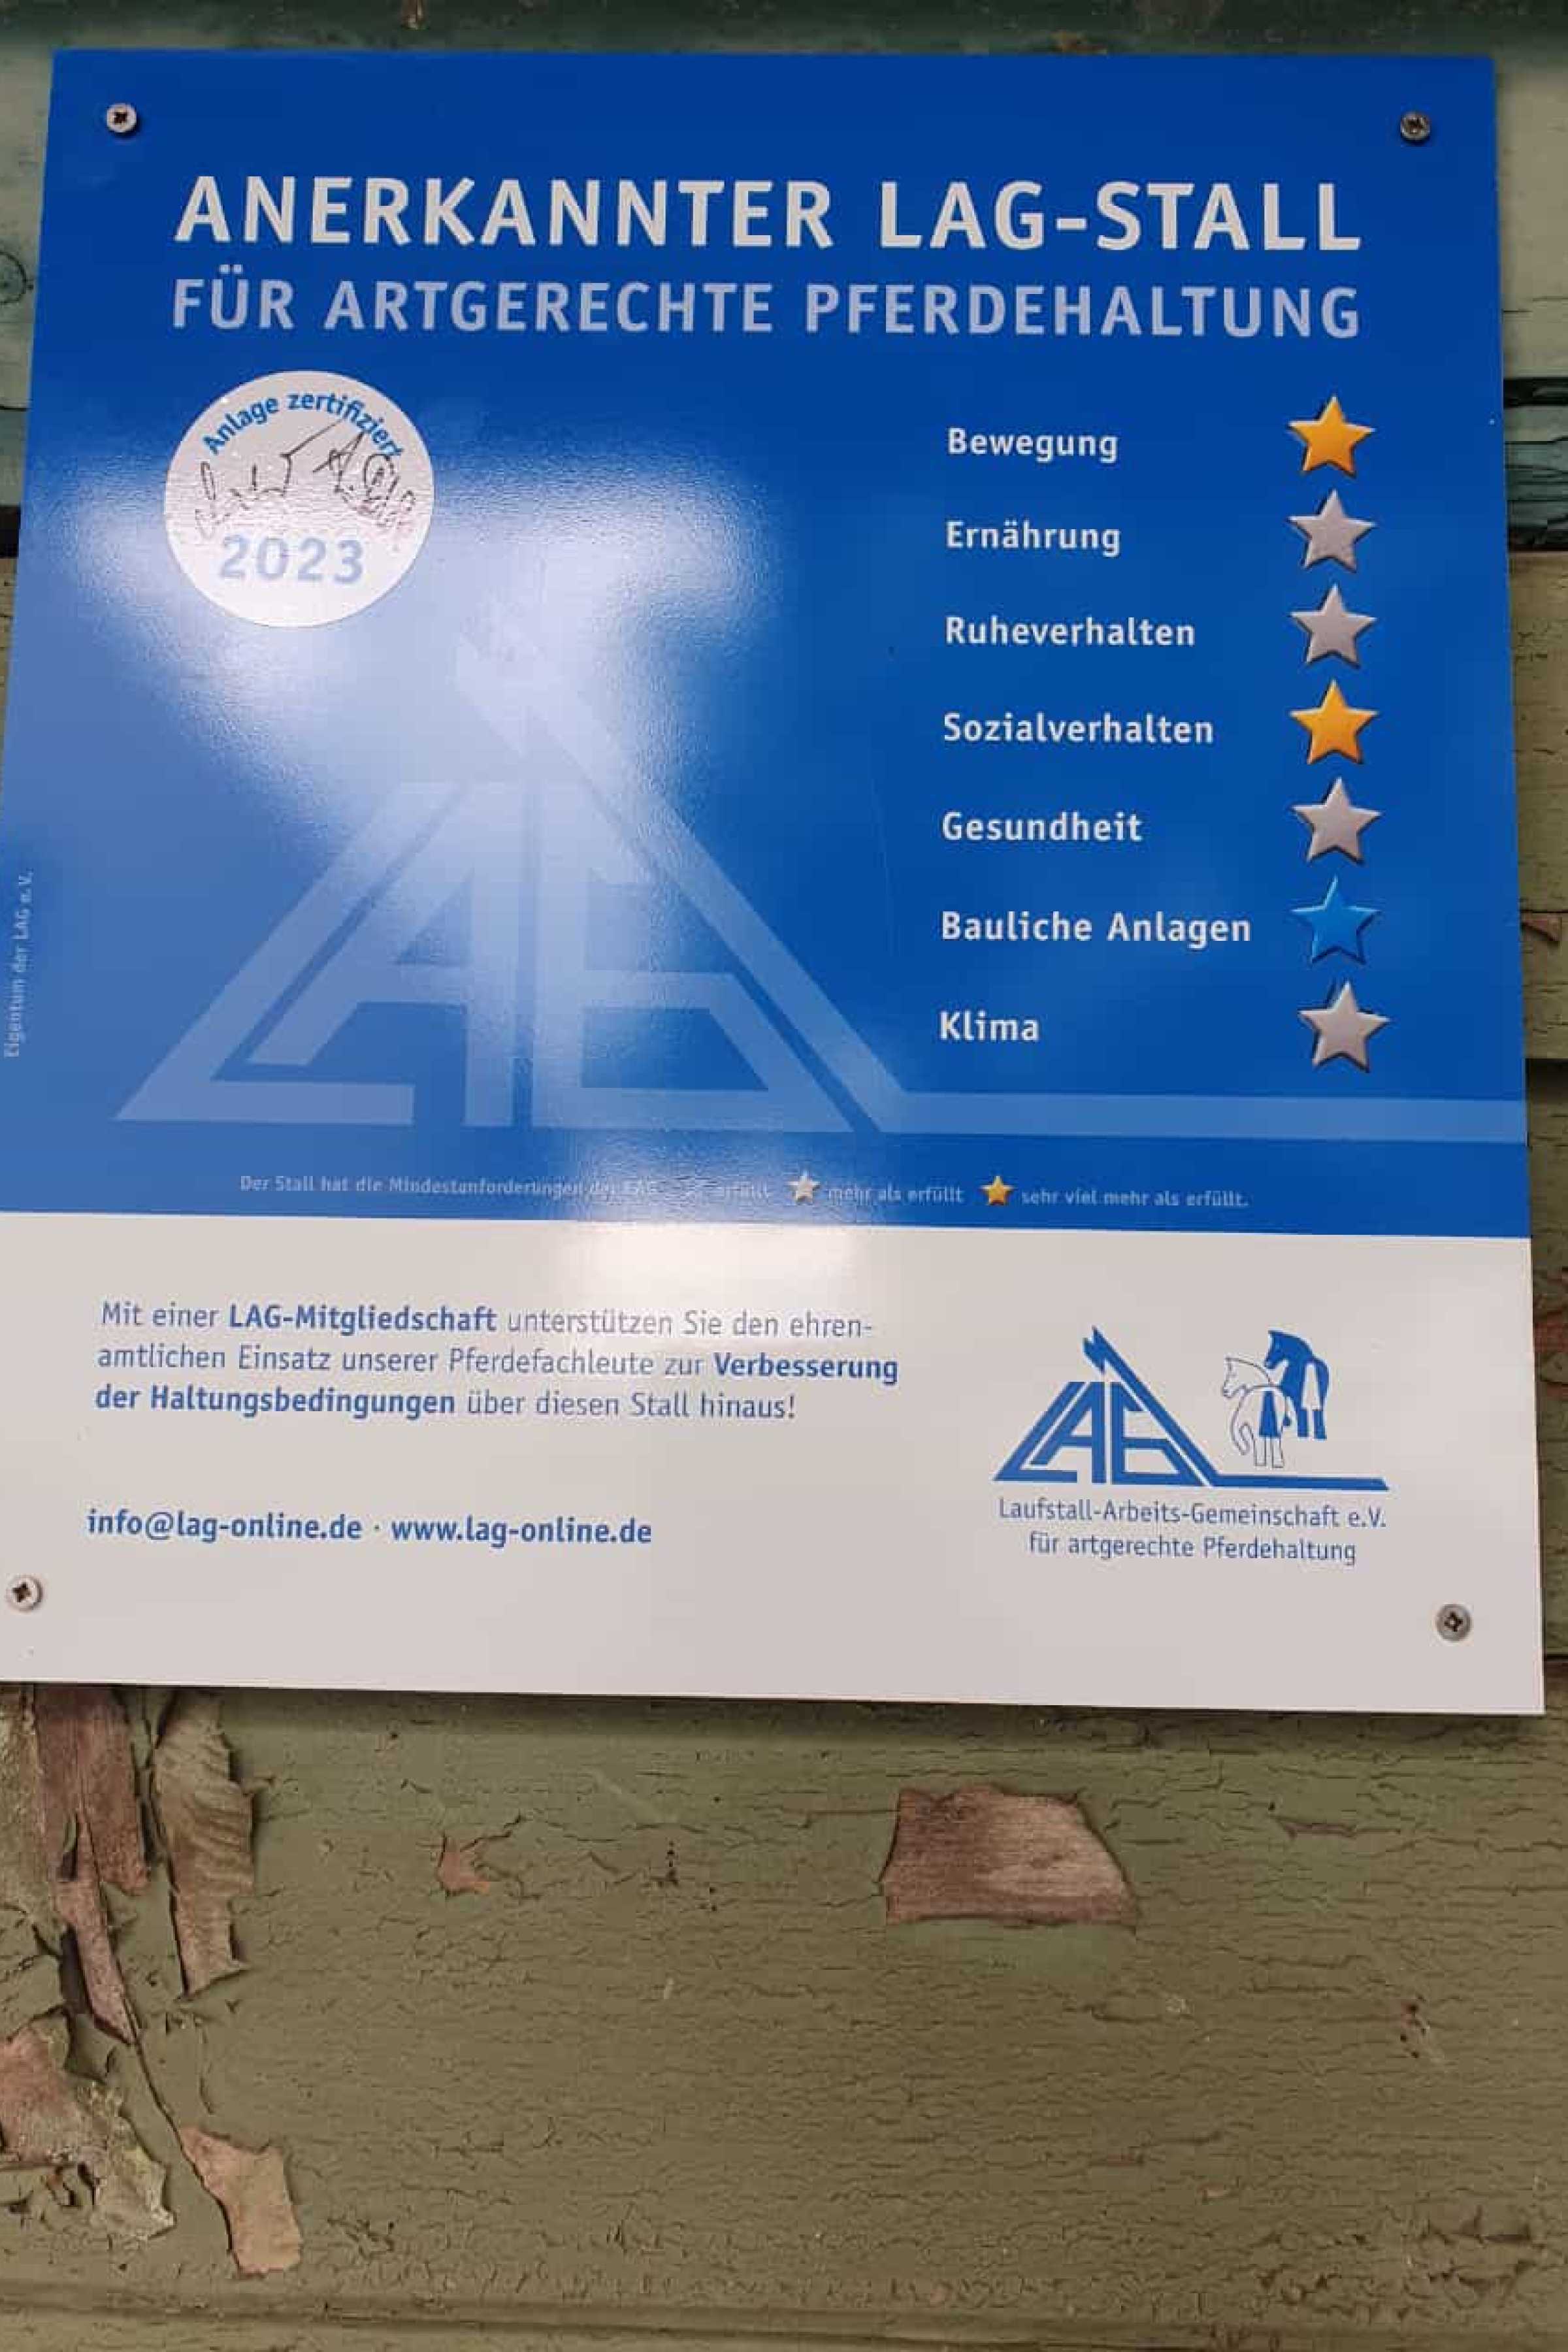 ANERKANNTER LAG-STALL
FÜR ARTGERECHTE PFERDEHALTUNG
Anlage zertifiziert
2023
Bewegung
Ernährung
Ruheverhalten
Sozialverhalten
Gesundheit
Bauliche Anlagen
Klima
Eigentum der LAG e. V.
Der Stall hat die Mindestanforderungen der LAG erfüllt mehr als erfüllt sehr viel mehr als erfüllt.
Mit einer LAG-Mitgliedschaft unterstützen Sie den ehren-
amtlichen Einsatz unserer Pferdefachleute zur Verbesserung
der Haltungsbedingungen über diesen Stall hinaus!
info@lag-online.de · www.lag-online.de
LAG
Laufstall-Arbeits-Gemeinschaft e.V.
für artgerechte Pferdehaltung